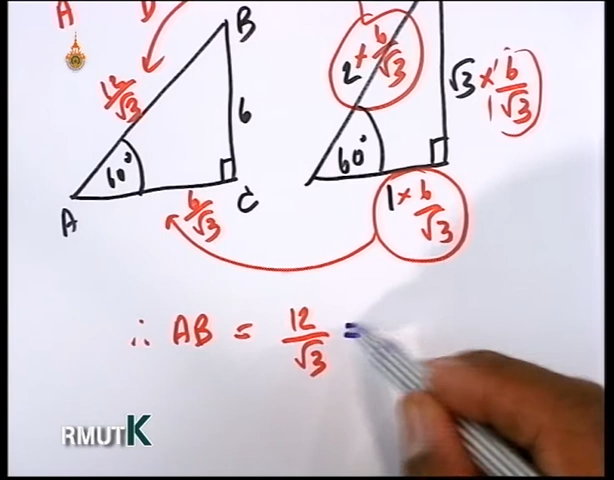 A
B
12/√3
2 × 6/√3
6
√3 × 6/√3
60°
60°
A
6/√3
C
1 × 6/√3
∴ AB = 12/√3 =
RMUTK